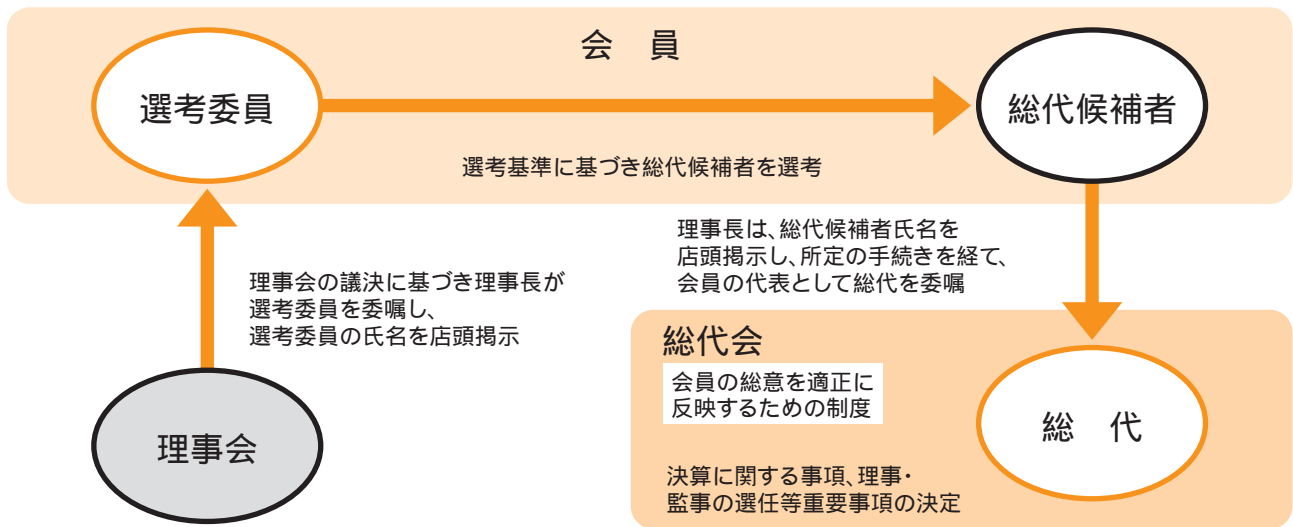 会　員
選考委員
総代候補者
選考基準に基づき総代候補者を選考
理事長は、総代候補者氏名を
店頭掲示し、所定の手続きを経て、
会員の代表として総代を委嘱
理事会の議決に基づき理事長が
選考委員を委嘱し、
選考委員の氏名を店頭掲示
総代会
会員の総意を適正に
反映するための制度
総　代
理事会
決算に関する事項、理事・
監事の選任等重要事項の決定